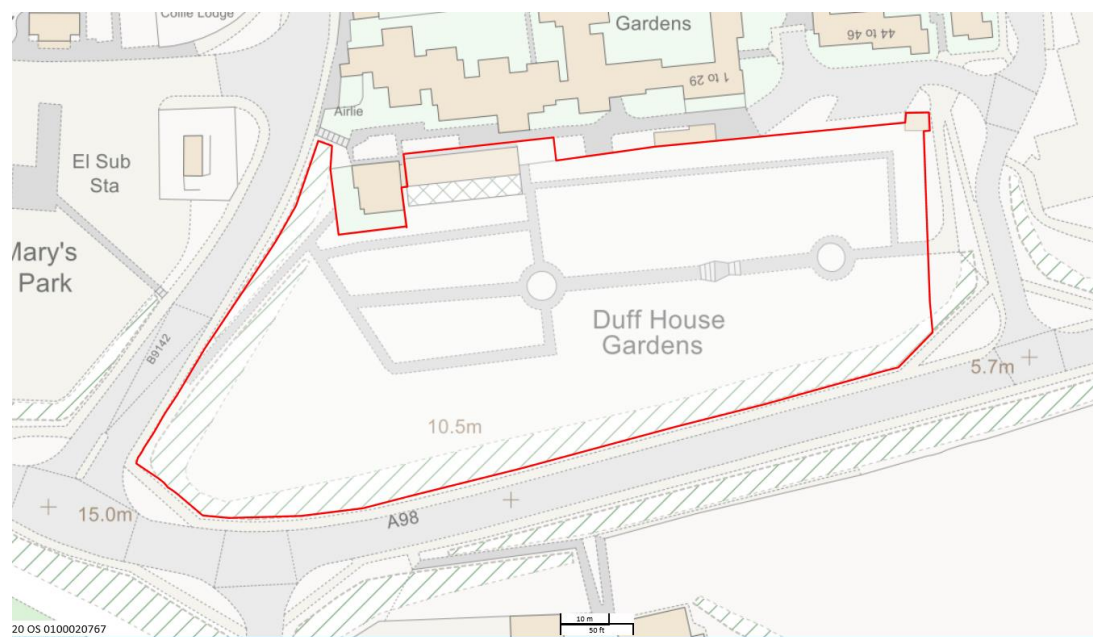 Collie Lodge
Gardens
44 to 46
1 to 29
Airlie
El Sub
Sta
Mary's
Park
B9142
Duff House
Gardens
5.7m
10.5m
15.0m
A98
10 m
50 ft
20 OS 0100020767